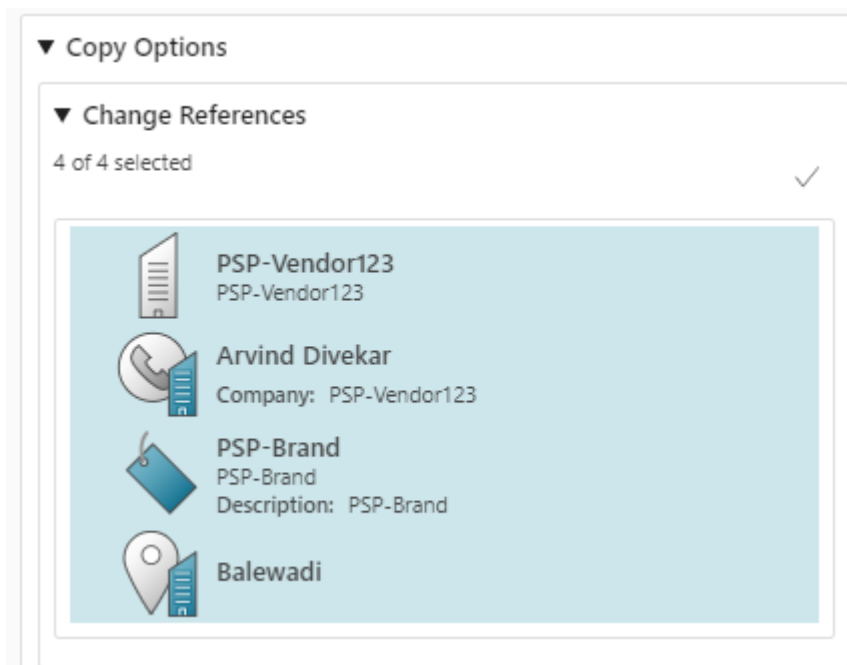 Copy Options
Change References
4 of 4 selected
PSP-Vendor123
PSP-Vendor123
Arvind Divekar
Company: PSP-Vendor123
PSP-Brand
PSP-Brand
Description: PSP-Brand
Balewadi